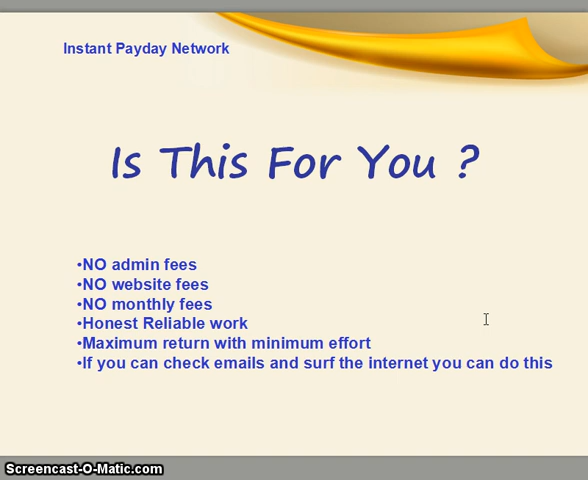 Instant Payday Network
Is This For You ?
•NO admin fees
•NO website fees
•NO monthly fees
•Honest Reliable work
•Maximum return with minimum effort
•If you can check emails and surf the internet you can do this
Screencast-O-Matic.com